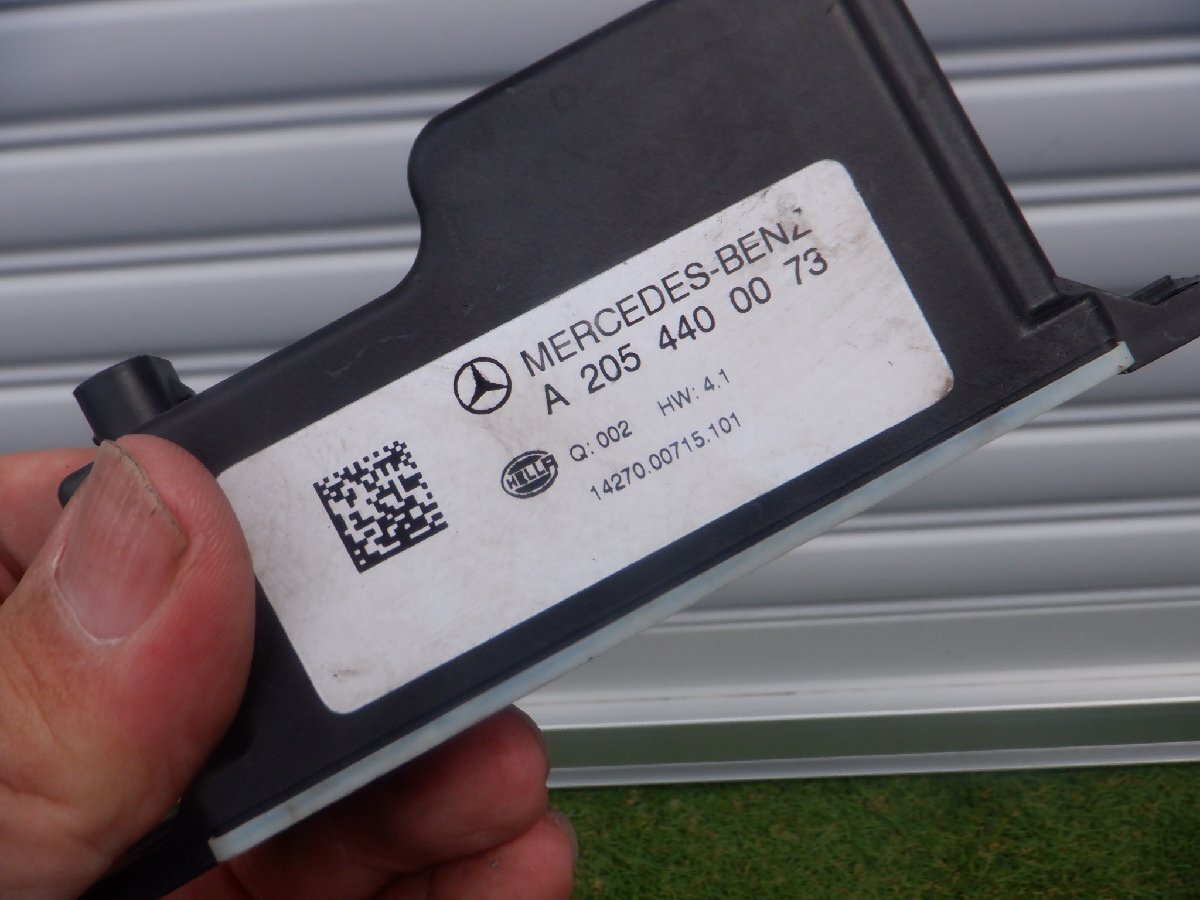 MERCEDES-BENZ
A 205 440 00 73
HELLA Q: 002 HW: 4.1
14270.00715.101